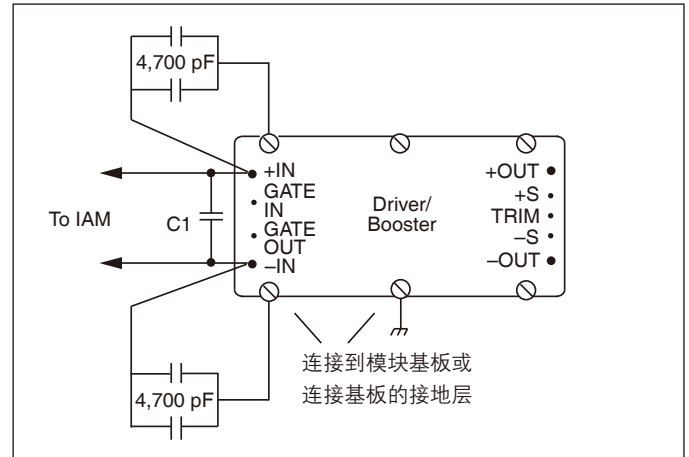 4,700 pF
+IN
GATE
IN
GATE
OUT
–IN
To IAM
C1
Driver/
Booster
+OUT
+S
TRIM
–S
–OUT
连接到模块基板或
连接基板的接地层
4,700 pF